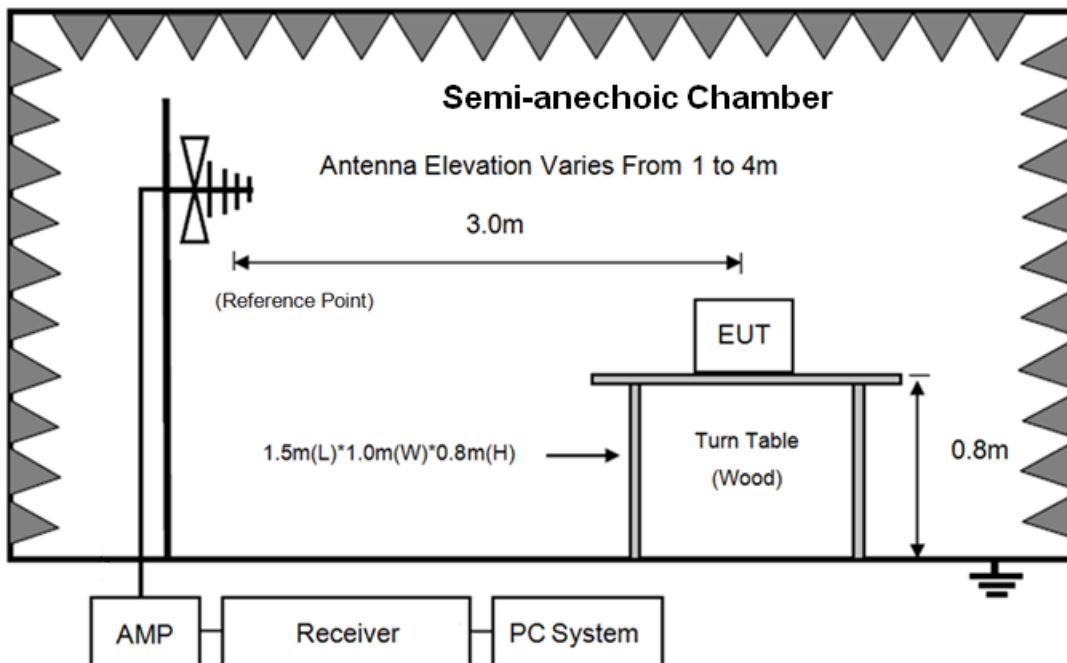 Semi-anechoic Chamber
Antenna Elevation Varies From 1 to 4m
3.0m
(Reference Point)
EUT
1.5m(L)*1.0m(W)*0.8m(H)
Turn Table
(Wood)
0.8m
AMP
Receiver
PC System